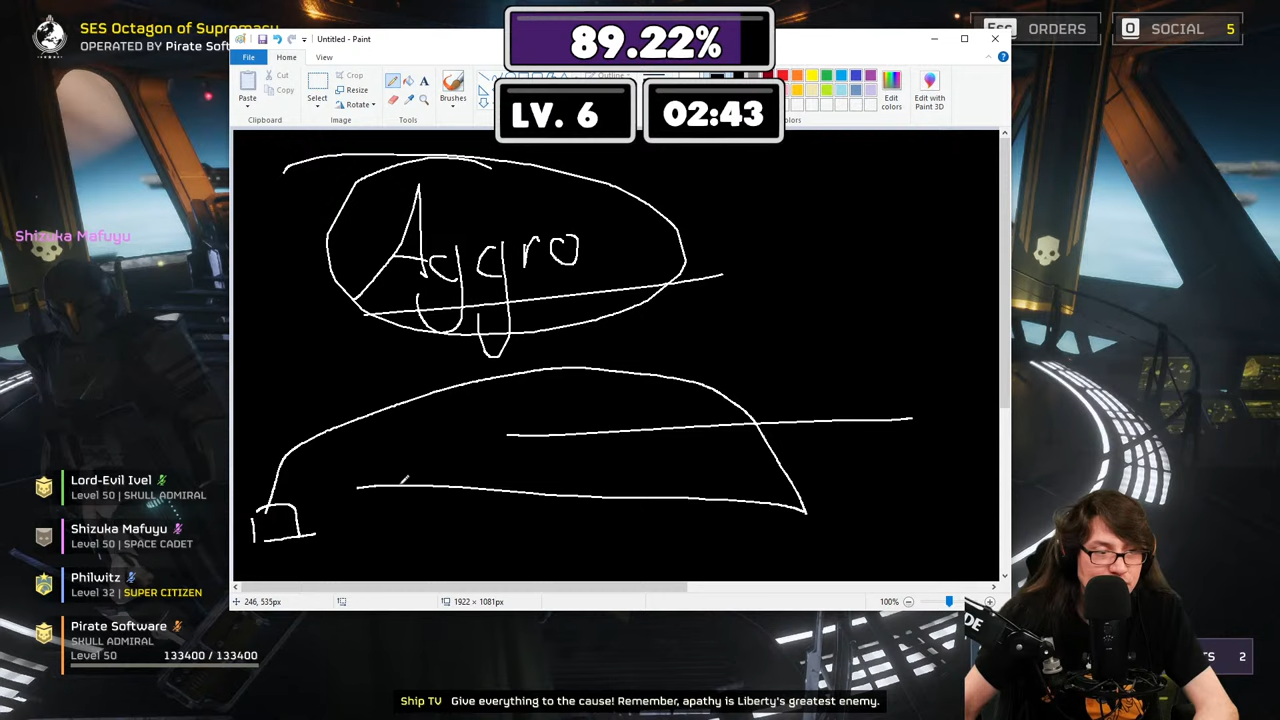 SES Octagon of Supremacy
OPERATED BY Pirate Sof
Esc ORDERS
O SOCIAL 5
89.22%
LV. 6
02:43
Untitled - Paint
File Home View
Paste
Cut
Copy
Clipboard
Select
Crop
Resize
Rotate
Image
A
Tools
Brushes
Outline
Edit colors
Edit with Paint 3D
Aggro
Shizuka Mafuyu
Lord-Evil Ivel
Level 50 | SKULL ADMIRAL
Shizuka Mafuyu
Level 50 | SPACE CADET
Philwitz
Level 32 | SUPER CITIZEN
Pirate Software
SKULL ADMIRAL
Level 50 133400 / 133400
246, 535px
1922 × 1081px
100%
2
Ship TV Give everything to the cause! Remember, apathy is Liberty's greatest enemy.